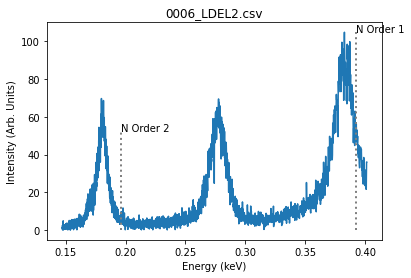 0006_LDEL2.csv
N Order 1
N Order 2
Intensity (Arb. Units)
100
80
60
40
20
0
0.15
0.20
0.25
0.30
0.35
0.40
Energy (keV)